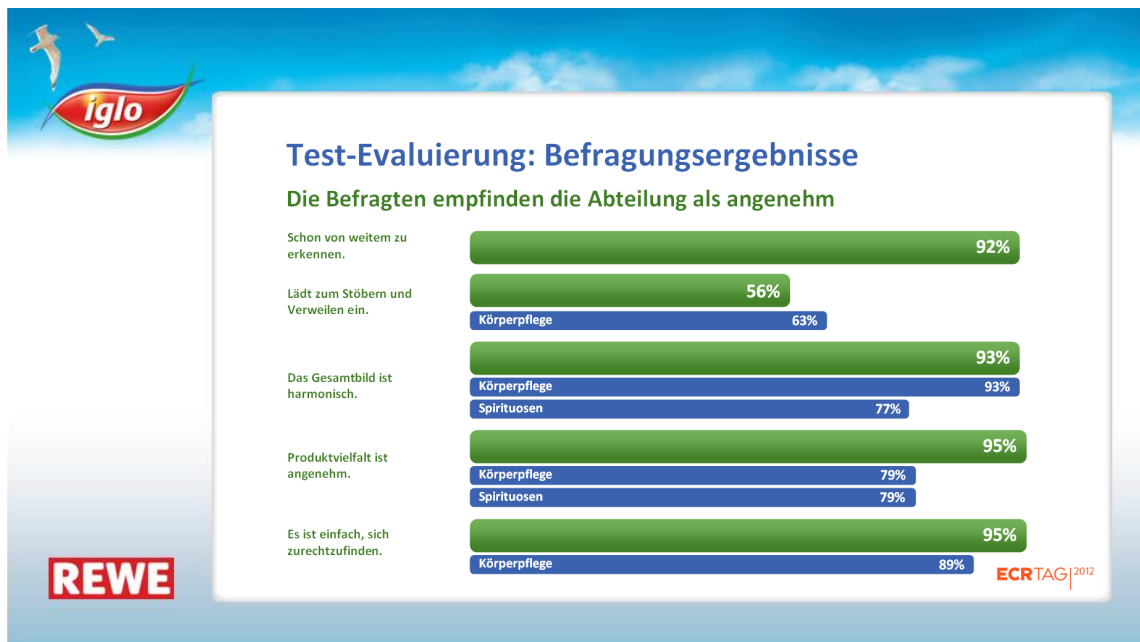 iglo
Test-Evaluierung: Befragungsergebnisse
Die Befragten empfinden die Abteilung als angenehm
Schon von weitem zu
erkennen.
92%
Lädt zum Stöbern und
Verweilen ein.
56%
Körperpflege 63%
Das Gesamtbild ist
harmonisch.
93%
Körperpflege 93%
Spirituosen 77%
Produktvielfalt ist
angenehm.
95%
Körperpflege 79%
Spirituosen 79%
Es ist einfach, sich
zurechtzufinden.
95%
Körperpflege 89%
REWE
ECRTAG|2012